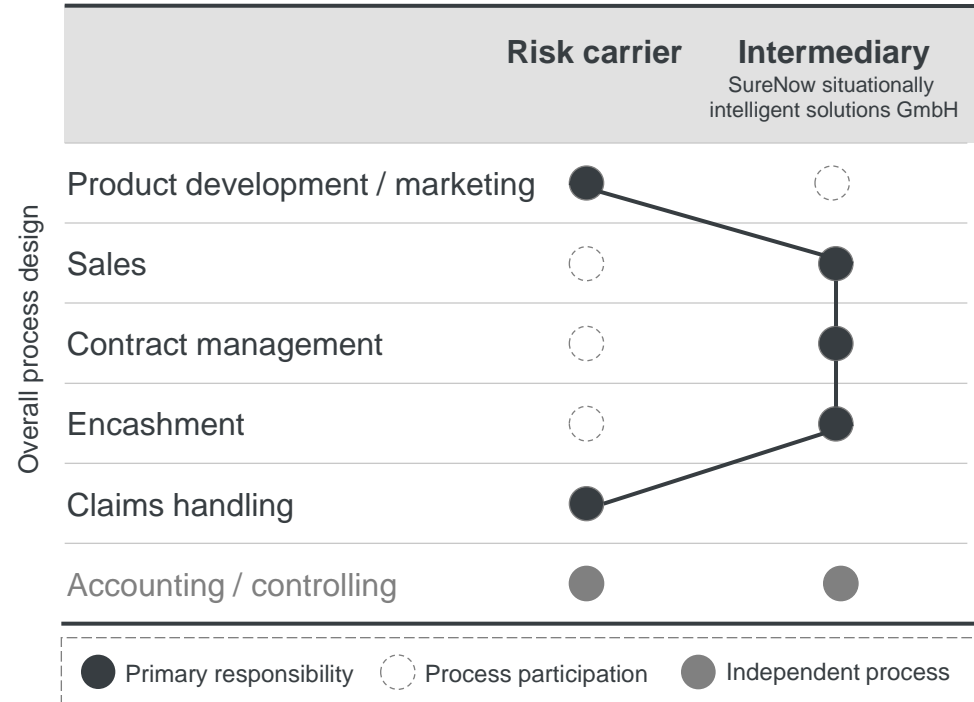 Risk carrier
Intermediary
SureNow situationally
intelligent solutions GmbH
Overall process design
Product development / marketing
Sales
Contract management
Encashment
Claims handling
Accounting / controlling
Primary responsibility
Process participation
Independent process